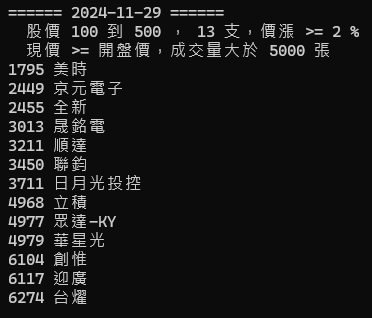 ====== 2024-11-29 ======
股價 100 到 500 , 13 支，價漲 >= 2 %
現價 >= 開盤價，成交量大於 5000 張
1795 美時
2449 京元電子
2455 全新
3013 晟銘電
3211 順達
3450 聯鈞
3711 日月光投控
4968 立積
4977 眾達-KY
4979 華星光
6104 創惟
6117 迎廣
6274 台燿